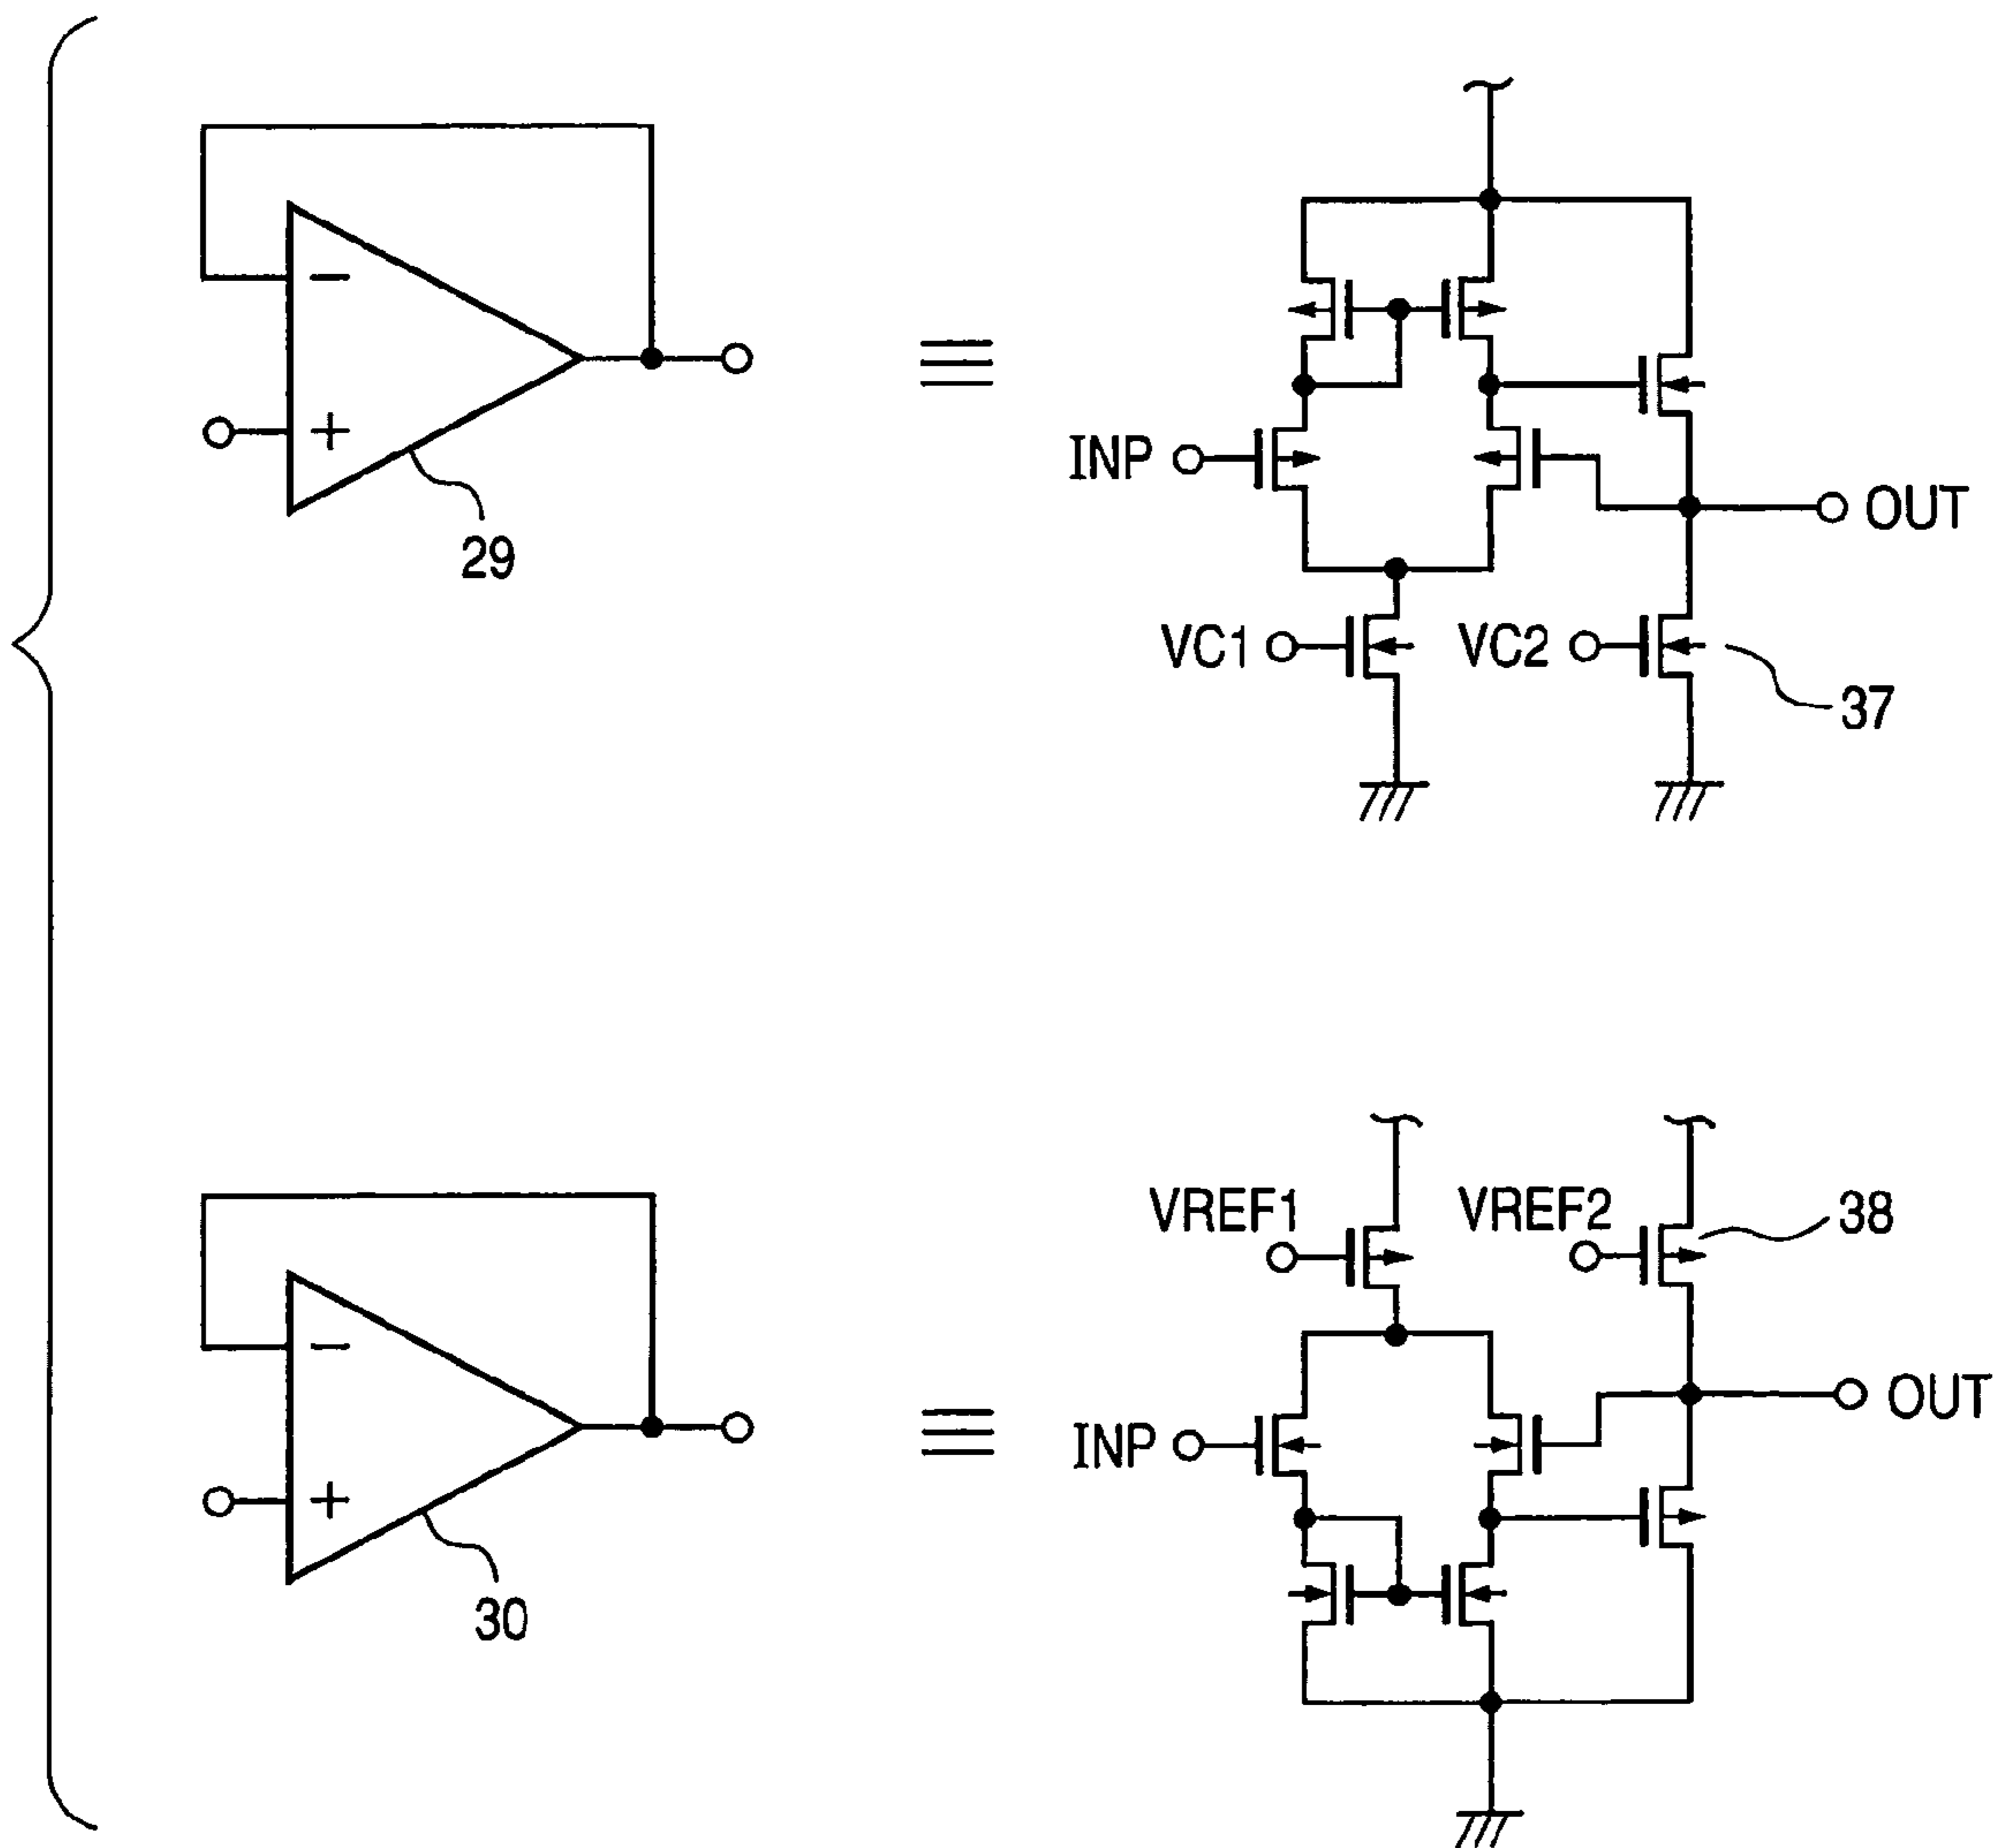 −
+
29
INP
OUT
VC1
VC2
37
−
+
30
VREF1
VREF2
38
INP
OUT